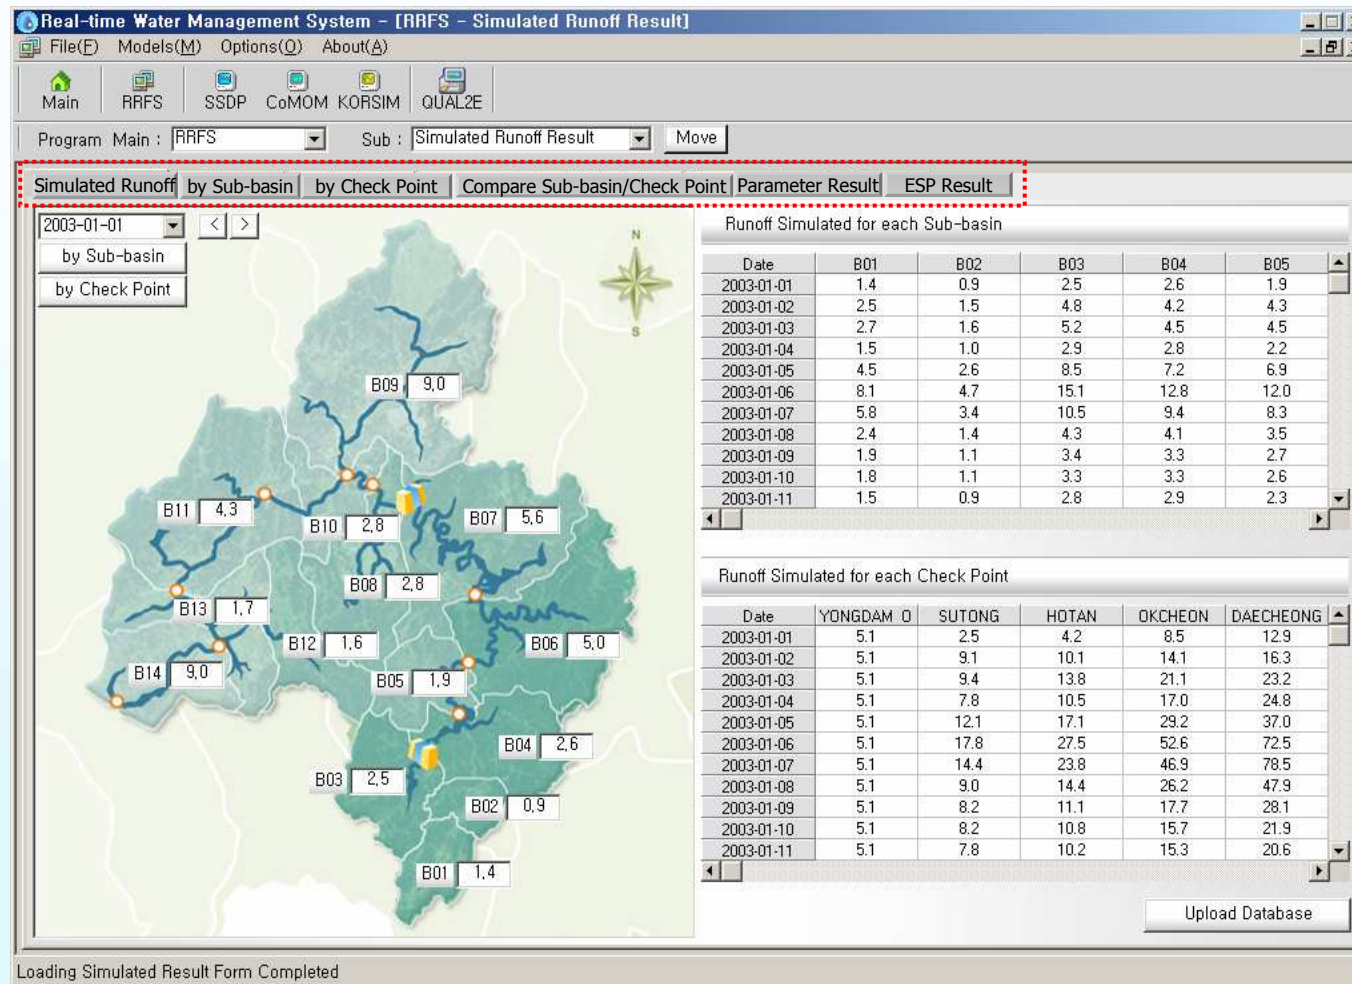 Real-time Water Management System - [RRFS - Simulated Runoff Result]
File(F) Models(M) Options(O) About(A)
Main RRFS SSDP CoMOM KORSIM QUAL2E
Program Main : RRFS Sub : Simulated Runoff Result Move
Simulated Runoff by Sub-basin by Check Point Compare Sub-basin/Check Point Parameter Result ESP Result
2003-01-01 < >
by Sub-basin
by Check Point
N
S
B09 9,0
B11 4,3
B10 2,8
B07 5,6
B08 2,8
B13 1,7
B12 1,6
B06 5,0
B14 9,0
B05 1,9
B04 2,6
B03 2,5
B02 0,9
B01 1,4
Runoff Simulated for each Sub-basin
Date B01 B02 B03 B04 B05
2003-01-01 1.4 0.9 2.5 2.6 1.9
2003-01-02 2.5 1.5 4.8 4.2 4.3
2003-01-03 2.7 1.6 5.2 4.5 4.5
2003-01-04 1.5 1.0 2.9 2.8 2.2
2003-01-05 4.5 2.6 8.5 7.2 6.9
2003-01-06 8.1 4.7 15.1 12.8 12.0
2003-01-07 5.8 3.4 10.5 9.4 8.3
2003-01-08 2.4 1.4 4.3 4.1 3.5
2003-01-09 1.9 1.1 3.4 3.3 2.7
2003-01-10 1.8 1.1 3.3 3.3 2.6
2003-01-11 1.5 0.9 2.8 2.9 2.3
Runoff Simulated for each Check Point
Date YONGDAM O SUTONG HOTAN OKCHEON DAECHEONG
2003-01-01 5.1 2.5 4.2 8.5 12.9
2003-01-02 5.1 9.1 10.1 14.1 16.3
2003-01-03 5.1 9.4 13.8 21.1 23.2
2003-01-04 5.1 7.8 10.5 17.0 24.8
2003-01-05 5.1 12.1 17.1 29.2 37.0
2003-01-06 5.1 17.8 27.5 52.6 72.5
2003-01-07 5.1 14.4 23.8 46.9 78.5
2003-01-08 5.1 9.0 14.4 26.2 47.9
2003-01-09 5.1 8.2 11.1 17.7 28.1
2003-01-10 5.1 8.2 10.8 15.7 21.9
2003-01-11 5.1 7.8 10.2 15.3 20.6
Upload Database
Loading Simulated Result Form Completed